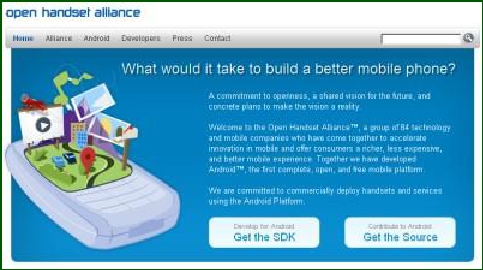 open handset alliance
Home Alliance Android Developers Press Contact
What would it take to build a better mobile phone?
A commitment to openness, a shared vision for the future, and
concrete plans to make the vision a reality.
Welcome to the Open Handset Alliance™, a group of 84 technology
and mobile companies who have come together to accelerate
innovation in mobile and offer consumers a richer, less expensive,
and better mobile experience. Together we have developed
Android™, the first complete, open, and free mobile platform.
We are committed to commercially deploy handsets and services
using the Android Platform.
Develop for Android Contribute to Android
Get the SDK Get the Source